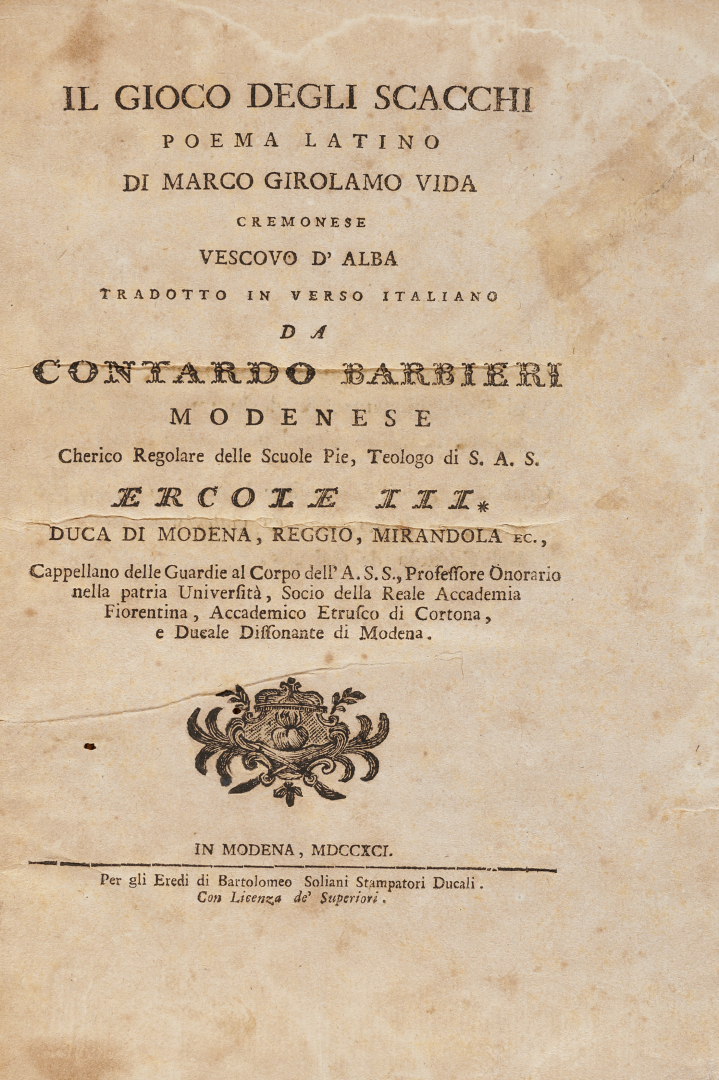 IL GIOCO DEGLI SCACCHI
POEMA LATINO
DI MARCO GIROLAMO VIDA
CREMONESE
VESCOVO D' ALBA
TRADOTTO IN VERSO ITALIANO
DA
CONTARDO BARBIERI
MODENESE
Cherico Regolare delle Scuole Pie, Teologo di S. A. S.
ERCOLE III.*
DUCA DI MODENA, REGGIO, MIRANDOLA EC.,
Cappellano delle Guardie al Corpo dell' A. S. S., Profeſſore Onorario
nella patria Univerſità, Socio della Reale Accademia
Fiorentina, Accademico Etruſco di Cortona,
e Ducale Diſſonante di Modena.
IN MODENA, MDCCXCI.
Per gli Eredi di Bartolomeo Soliani Stampatori Ducali.
Con Licenza de' Superiori.